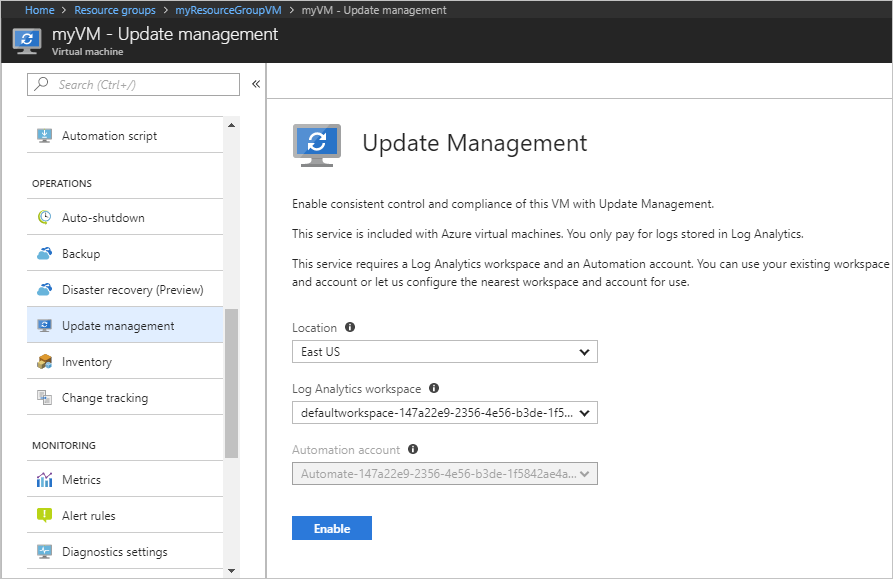 Home > Resource groups > myResourceGroupVM > myVM - Update management
myVM - Update management
Virtual machine
Search (Ctrl+/)
«
Automation script
OPERATIONS
Auto-shutdown
Backup
Disaster recovery (Preview)
Update management
Inventory
Change tracking
MONITORING
Metrics
Alert rules
Diagnostics settings
Update Management
Enable consistent control and compliance of this VM with Update Management.
This service is included with Azure virtual machines. You only pay for logs stored in Log Analytics.
This service requires a Log Analytics workspace and an Automation account. You can use your existing workspace
and account or let us configure the nearest workspace and account for use.
Location
East US
Log Analytics workspace
defaultworkspace-147a22e9-2356-4e56-b3de-1f5...
Automation account
Automate-147a22e9-2356-4e56-b3de-1f5842ae4a...
Enable